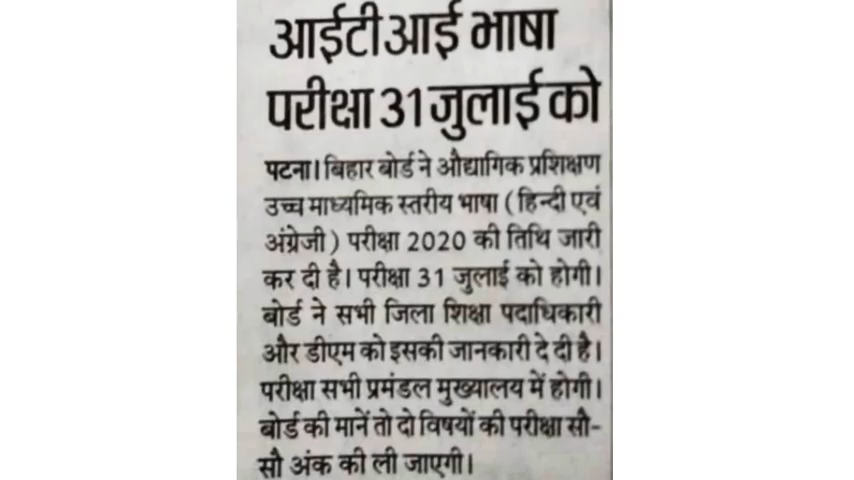 आईटीआई भाषा
परीक्षा 31 जुलाई को
पटना। बिहार बोर्ड ने औद्यागिक प्रशिक्षण
उच्च माध्यमिक स्तरीय भाषा (हिन्दी एवं
अंग्रेजी) परीक्षा 2020 की तिथि जारी
कर दी है। परीक्षा 31 जुलाई को होगी।
बोर्ड ने सभी जिला शिक्षा पदाधिकारी
और डीएम को इसकी जानकारी दे दी है।
परीक्षा सभी प्रमंडल मुख्यालय में होगी।
बोर्ड की मानें तो दो विषयों की परीक्षा सौ-
सौ अंक की ली जाएगी।